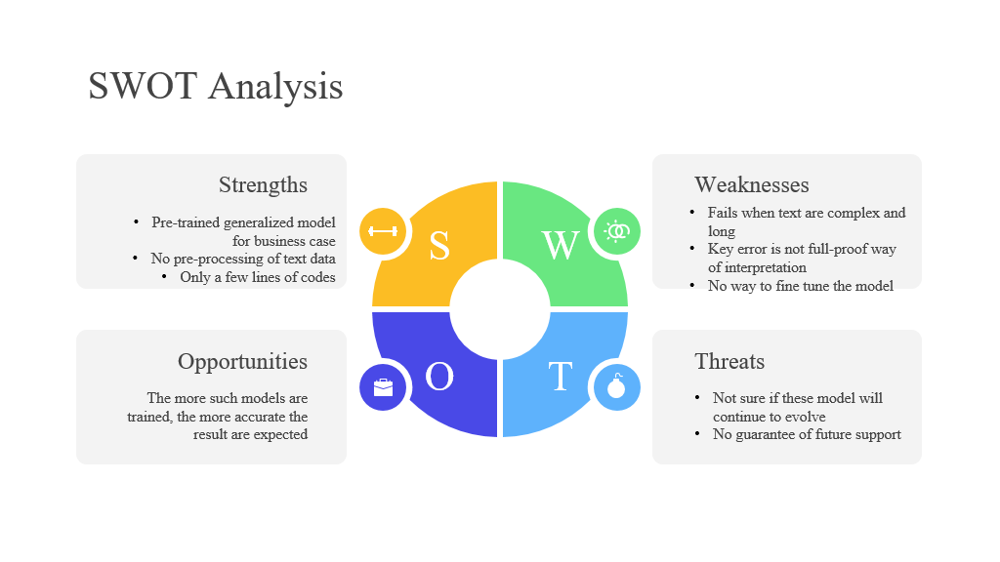 SWOT Analysis
Strengths
• Pre-trained generalized model
for business case
• No pre-processing of text data
• Only a few lines of codes
Weaknesses
• Fails when text are complex and
long
• Key error is not full-proof way
of interpretation
• No way to fine tune the model
S
W
O
T
Opportunities
The more such models are
trained, the more accurate the
result are expected
Threats
• Not sure if these model will
continue to evolve
• No guarantee of future support